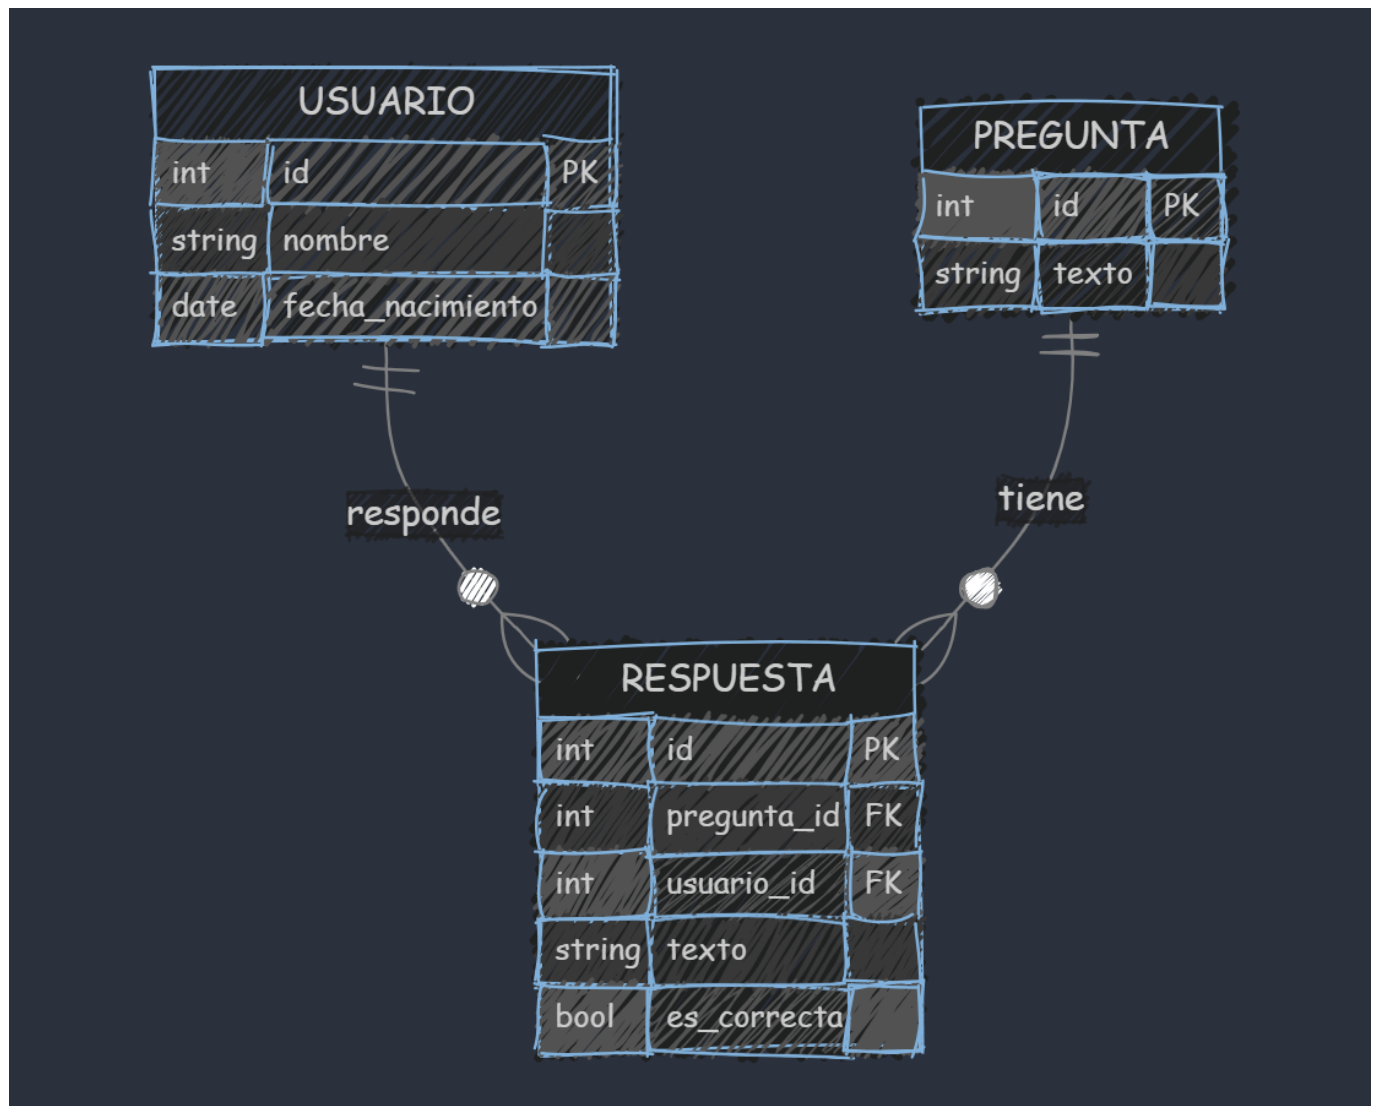 USUARIO
int id PK
string nombre
date fecha_nacimiento
PREGUNTA
int id PK
string texto
responde
tiene
RESPUESTA
int id PK
int pregunta_id FK
int usuario_id FK
string texto
bool es_correcta